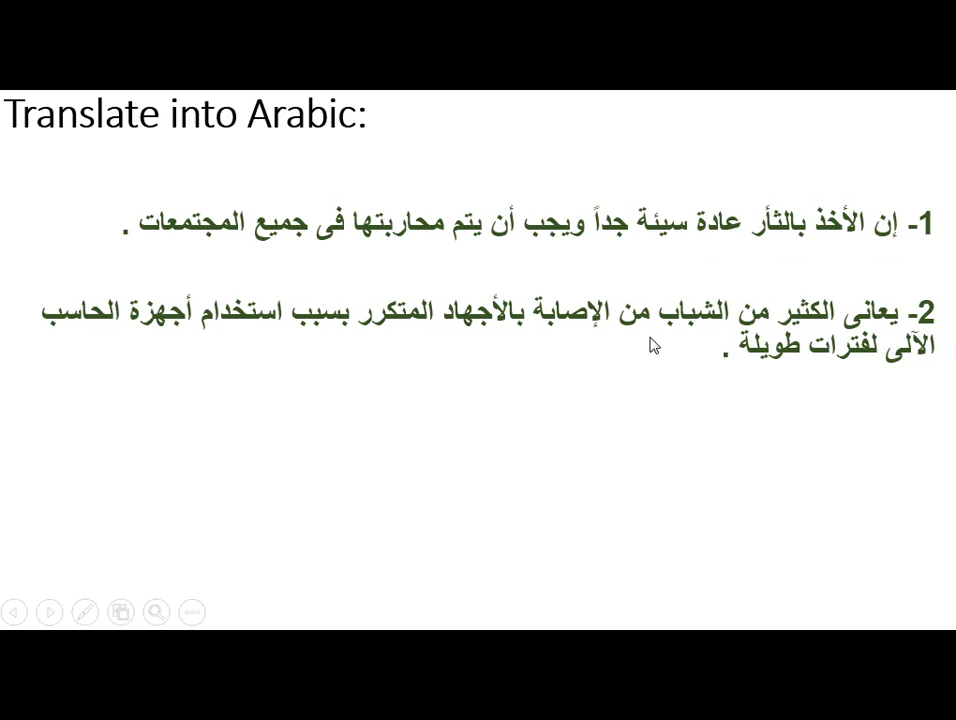 Translate into Arabic:
1- إن الأخذ بالثأر عادة سيئة جداً ويجب أن يتم محاربتها فى جميع المجتمعات .
2- يعانى الكثير من الشباب من الإصابة بالأجهاد المتكرر بسبب استخدام أجهزة الحاسب
الآلى لفترات طويلة .